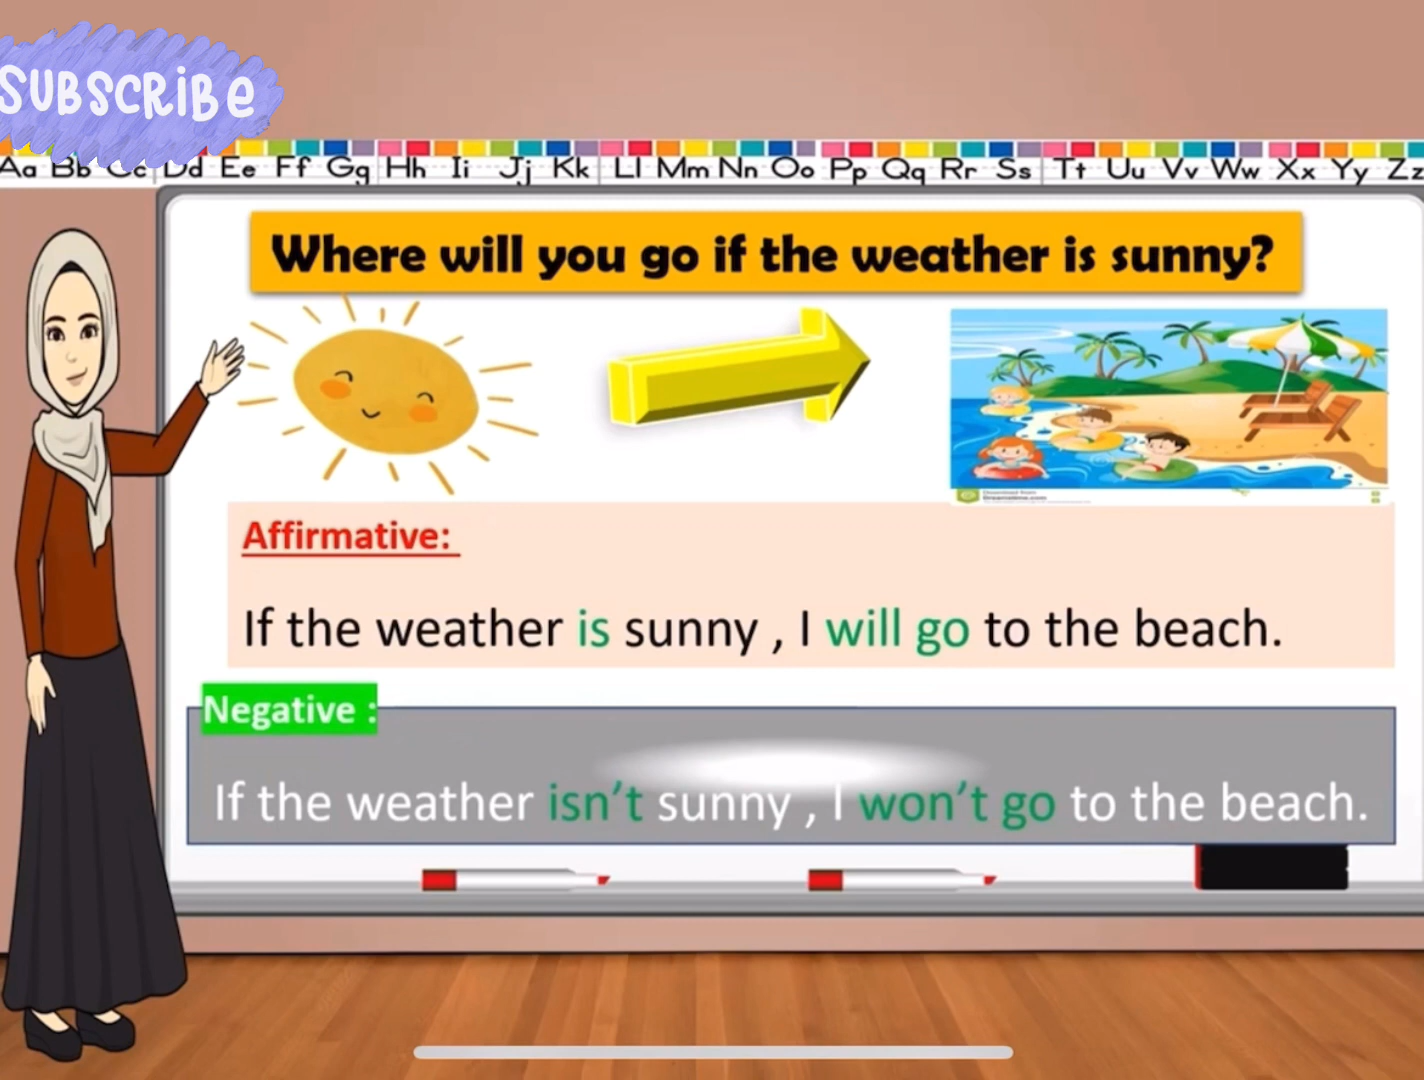 SUBSCRIBE
Aa Bb Cc Dd Ee Ff Gg Hh Ii Jj Kk Ll Mm Nn Oo Pp Qq Rr Ss Tt Uu Vv Ww Xx Yy Zz
Where will you go if the weather is sunny?
Affirmative:
If the weather is sunny , I will go to the beach.
Negative :
If the weather isn't sunny , I won't go to the beach.